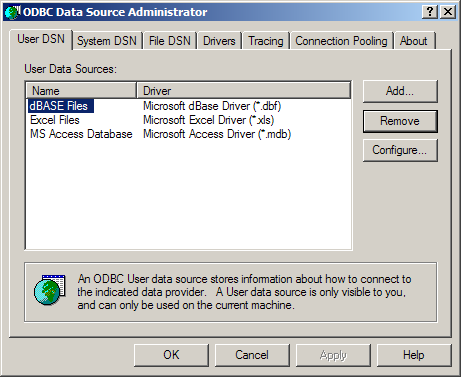 ODBC Data Source Administrator
User DSN System DSN File DSN Drivers Tracing Connection Pooling About
User Data Sources:
Name Driver
dBASE Files Microsoft dBase Driver (*.dbf)
Excel Files Microsoft Excel Driver (*.xls)
MS Access Database Microsoft Access Driver (*.mdb)
Add...
Remove
Configure...
An ODBC User data source stores information about how to connect to
the indicated data provider. A User data source is only visible to you,
and can only be used on the current machine.
OK Cancel Apply Help